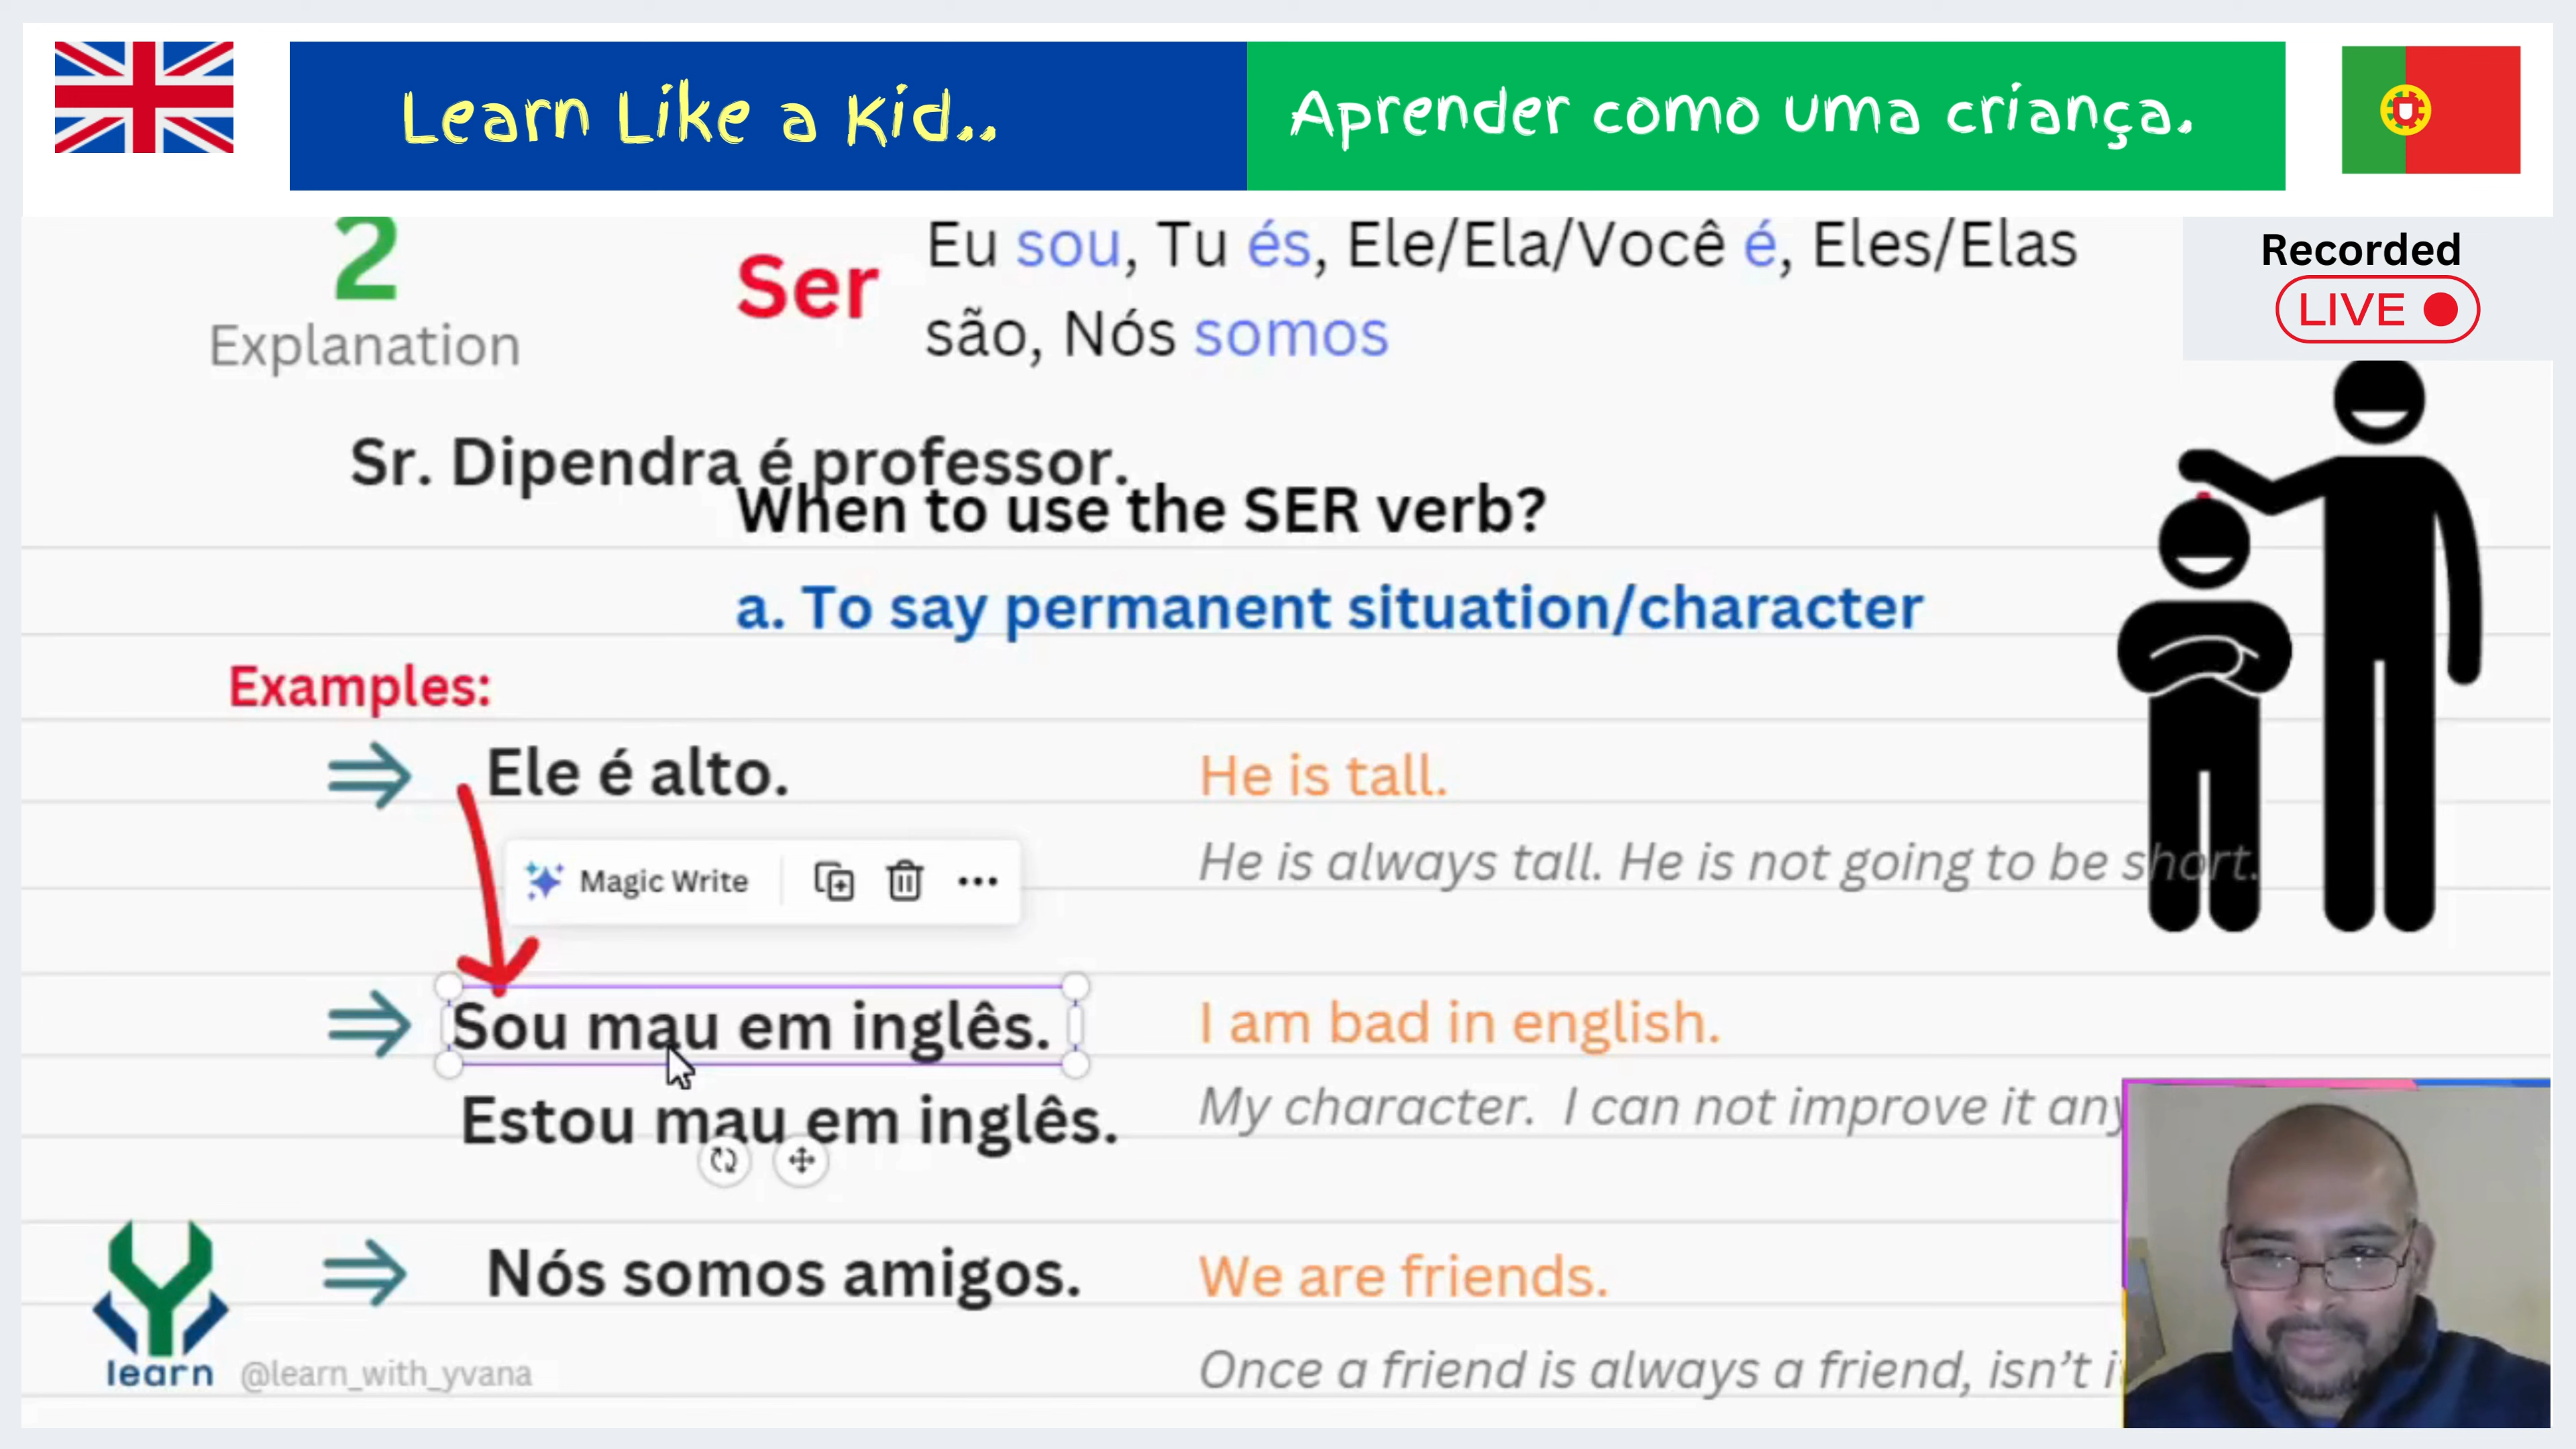 Learn Like a Kid..
Aprender como uma criança.
Recorded
LIVE
2
Explanation
Ser
Eu sou, Tu és, Ele/Ela/Você é, Eles/Elas
são, Nós somos
Sr. Dipendra é professor.
When to use the SER verb?
a. To say permanent situation/character
Examples:
Ele é alto.
He is tall.
He is always tall. He is not going to be short.
Magic Write
Sou mau em inglês.
I am bad in english.
Estou mau em inglês.
My character. I can not improve it
Nós somos amigos.
We are friends.
Once a friend is always a friend, isn't
learn
@learn_with_yvana